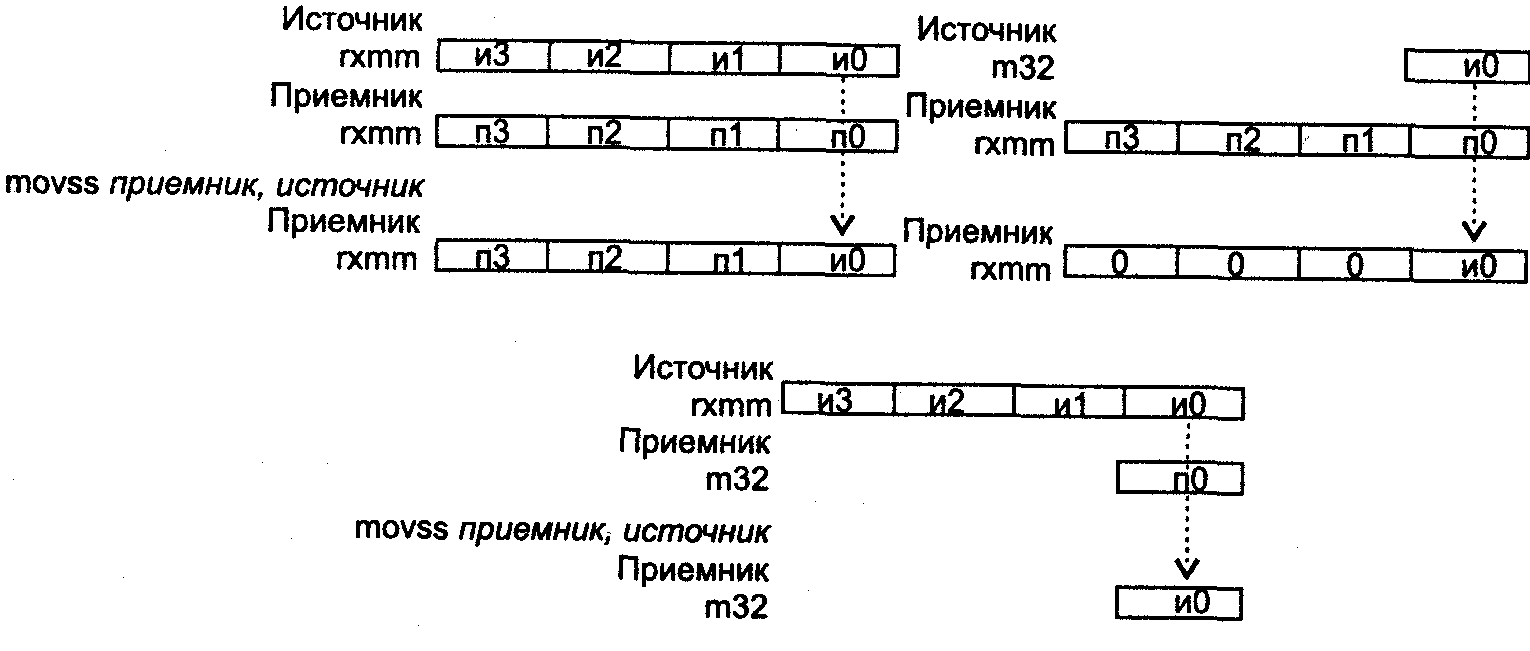 Источник
rxmm и3 и2 и1 и0
Приемник
rxmm п3 п2 п1 п0
movss приемник, источник
Приемник
rxmm п3 п2 п1 и0
Источник
m32 и0
Приемник
rxmm п3 п2 п1 п0
Приемник
rxmm 0 0 0 и0
Источник
rxmm и3 и2 и1 и0
Приемник
m32 п0
movss приемник, источник
Приемник
m32 и0